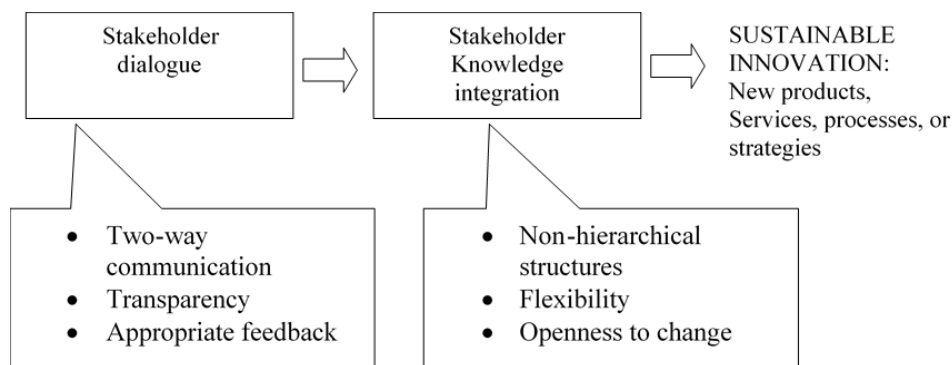 Stakeholder
dialogue
Stakeholder
Knowledge
integration
SUSTAINABLE
INNOVATION:
New products,
Services, processes, or
strategies
• Two-way
communication
• Transparency
• Appropriate feedback
• Non-hierarchical
structures
• Flexibility
• Openness to change